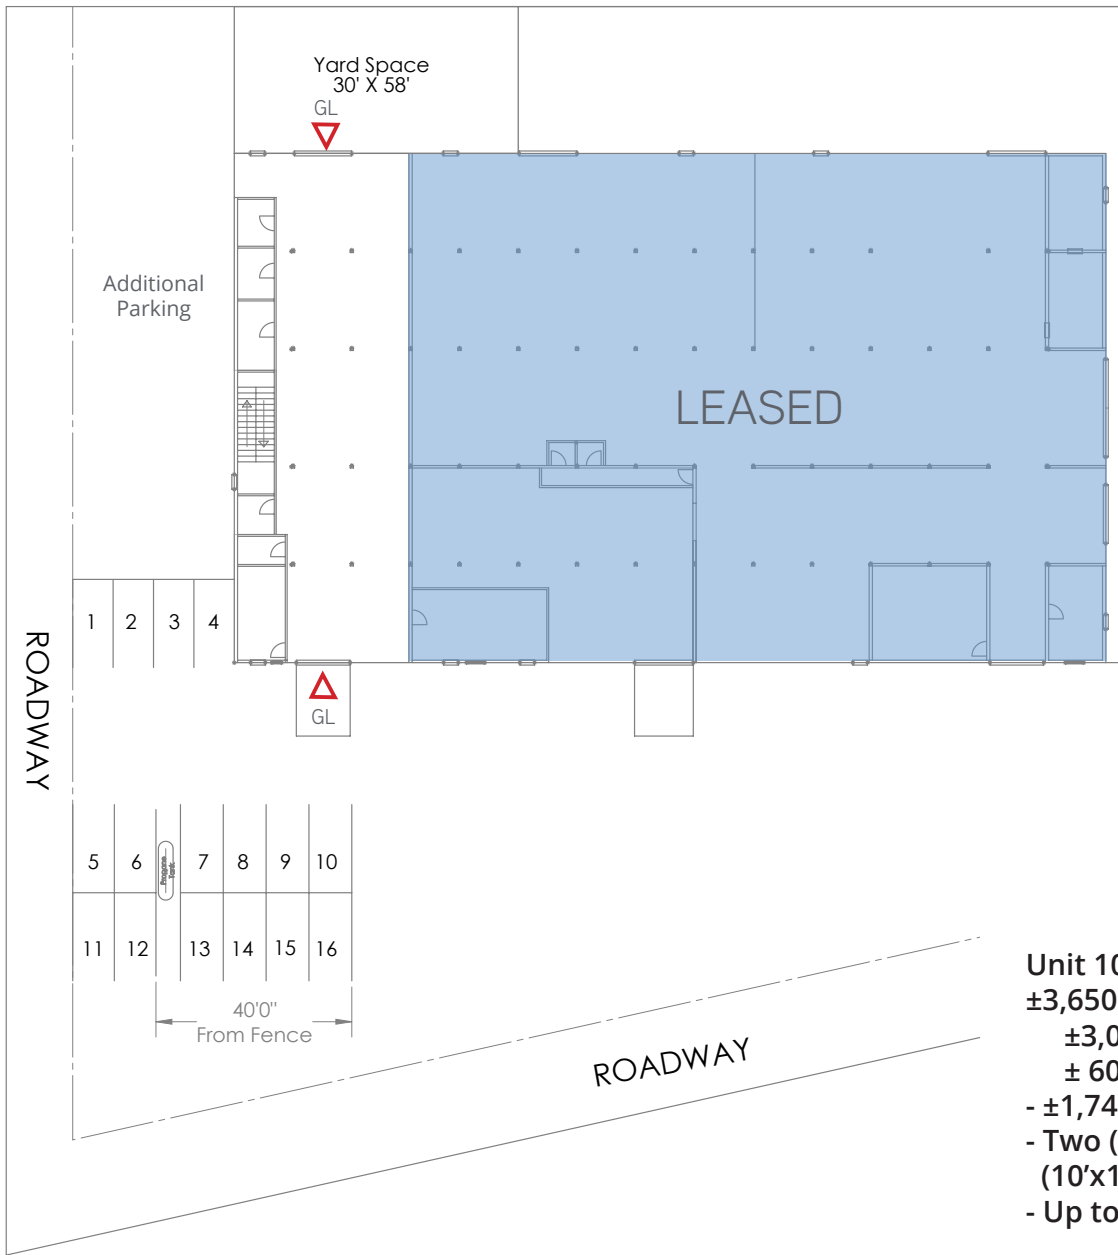 Yard Space
30' X 58'
GL
Additional
Parking
LEASED
1 2 3 4
ROADWAY
GL
5 6 7 8 9 10
Tank
11 12 13 14 15 16
40'0"
From Fence
ROADWAY
Unit 10
±3,650
±3,0
± 60
- ±1,74
- Two (
(10’x1
- Up to